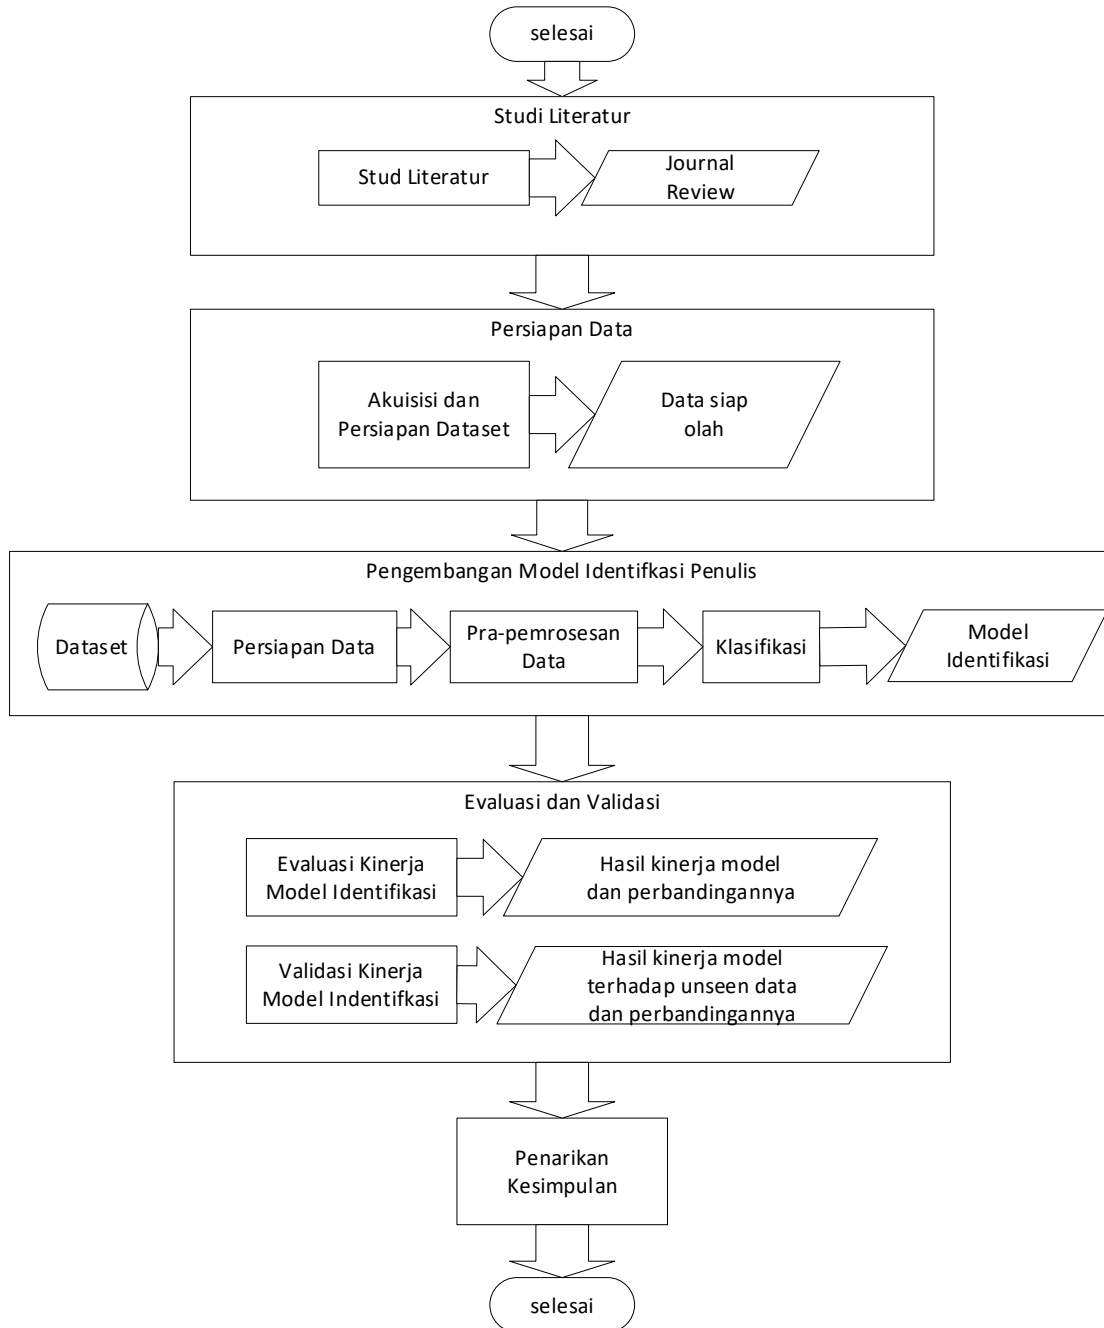 selesai
Studi Literatur
Stud Literatur
Journal
Review
Persiapan Data
Akuisisi dan
Persiapan Dataset
Data siap
olah
Pengembangan Model Identifkasi Penulis
Dataset
Persiapan Data
Pra-pemrosesan
Data
Klasifikasi
Model
Identifikasi
Evaluasi dan Validasi
Evaluasi Kinerja
Model Identifikasi
Hasil kinerja model
dan perbandingannya
Validasi Kinerja
Model Indentifkasi
Hasil kinerja model
terhadap unseen data
dan perbandingannya
Penarikan
Kesimpulan
selesai